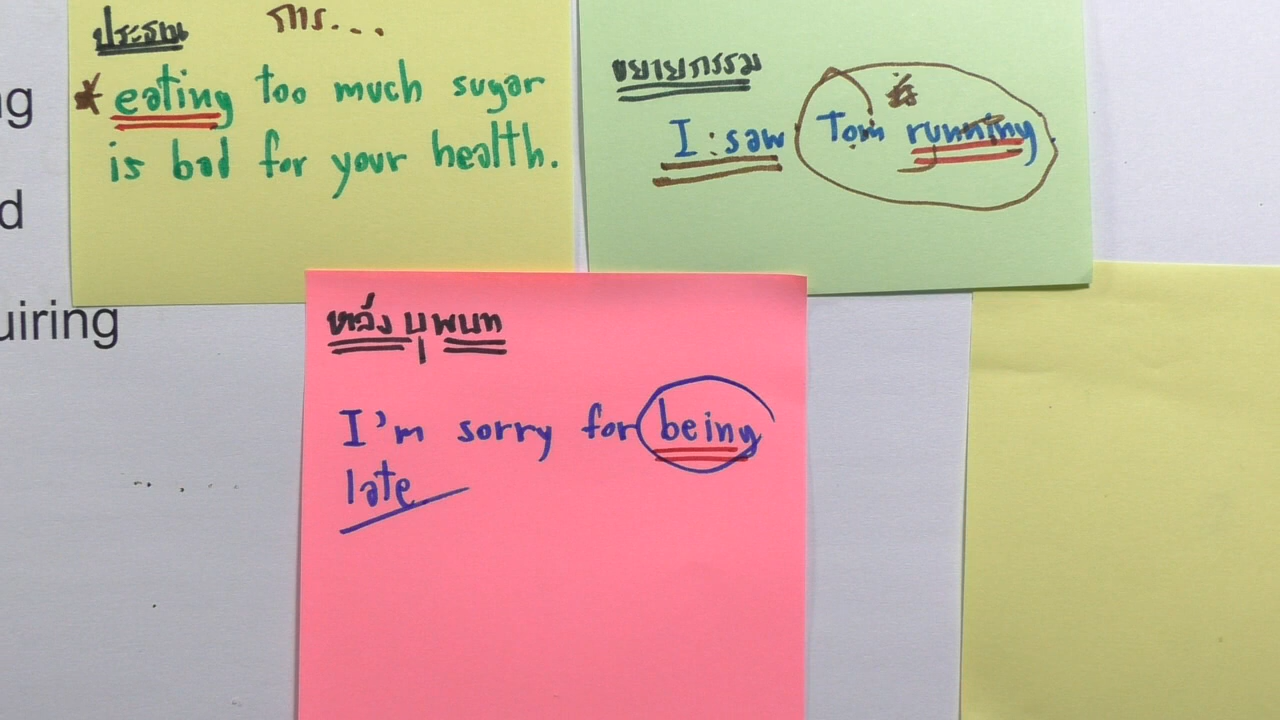 ng
d
uiring
ประธาน การ...
eating too much sugar
is bad for your health.
ขยายกรรม
I saw Tom running.
หลังบุพบท
I'm sorry for being
late